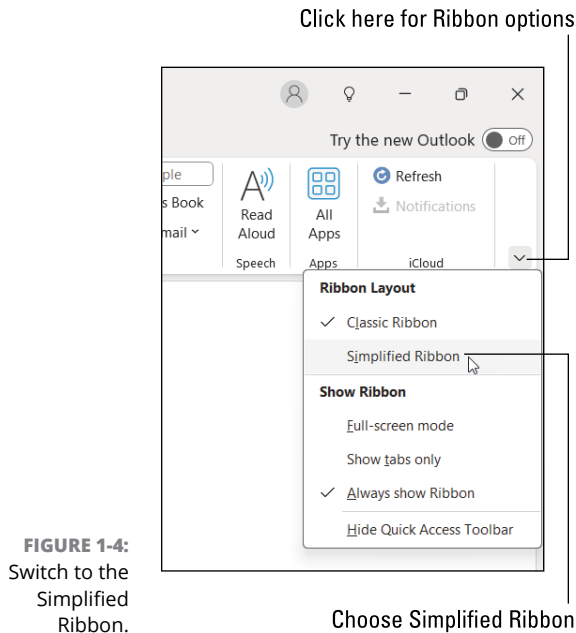 Click here for Ribbon options
Try the new Outlook Off
ple
s Book
mail
Read
Aloud
Speech
All
Apps
Apps
Refresh
Notifications
iCloud
Ribbon Layout
Classic Ribbon
Simplified Ribbon
Show Ribbon
Full-screen mode
Show tabs only
Always show Ribbon
Hide Quick Access Toolbar
FIGURE 1-4:
Switch to the
Simplified
Ribbon.
Choose Simplified Ribbon